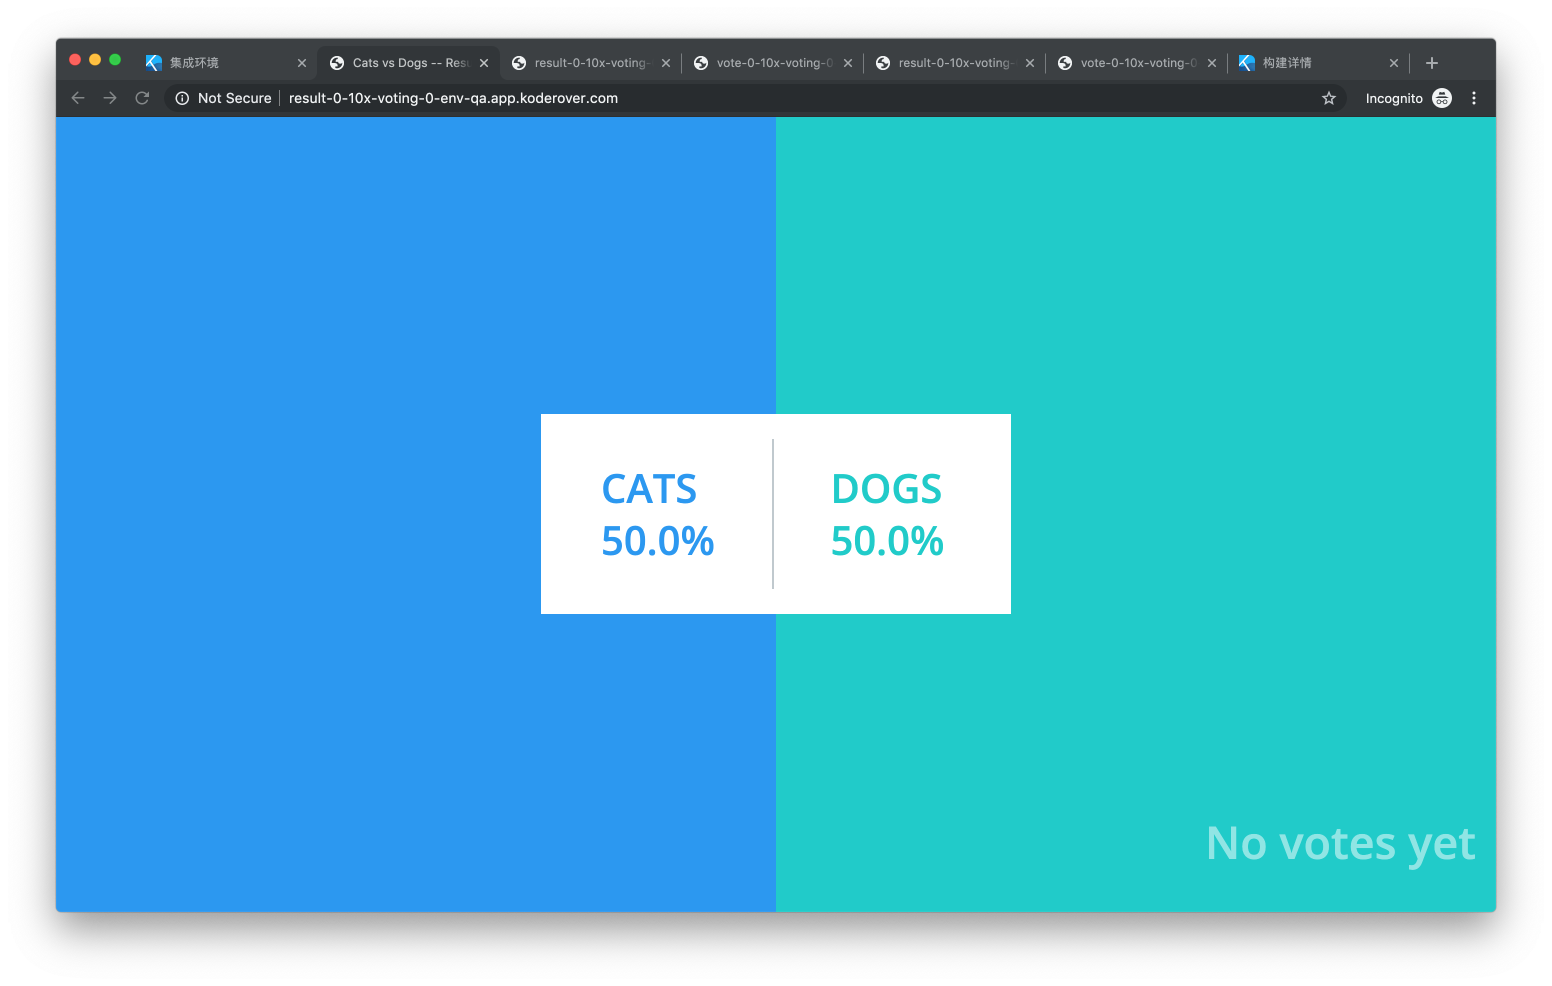 集成环境
Cats vs Dogs -- Resu
result-0-10x-voting-
vote-0-10x-voting-0
result-0-10x-voting-
vote-0-10x-voting-0
构建详情
Not Secure
result-0-10x-voting-0-env-qa.app.koderover.com
Incognito
CATS
50.0%
DOGS
50.0%
No votes yet